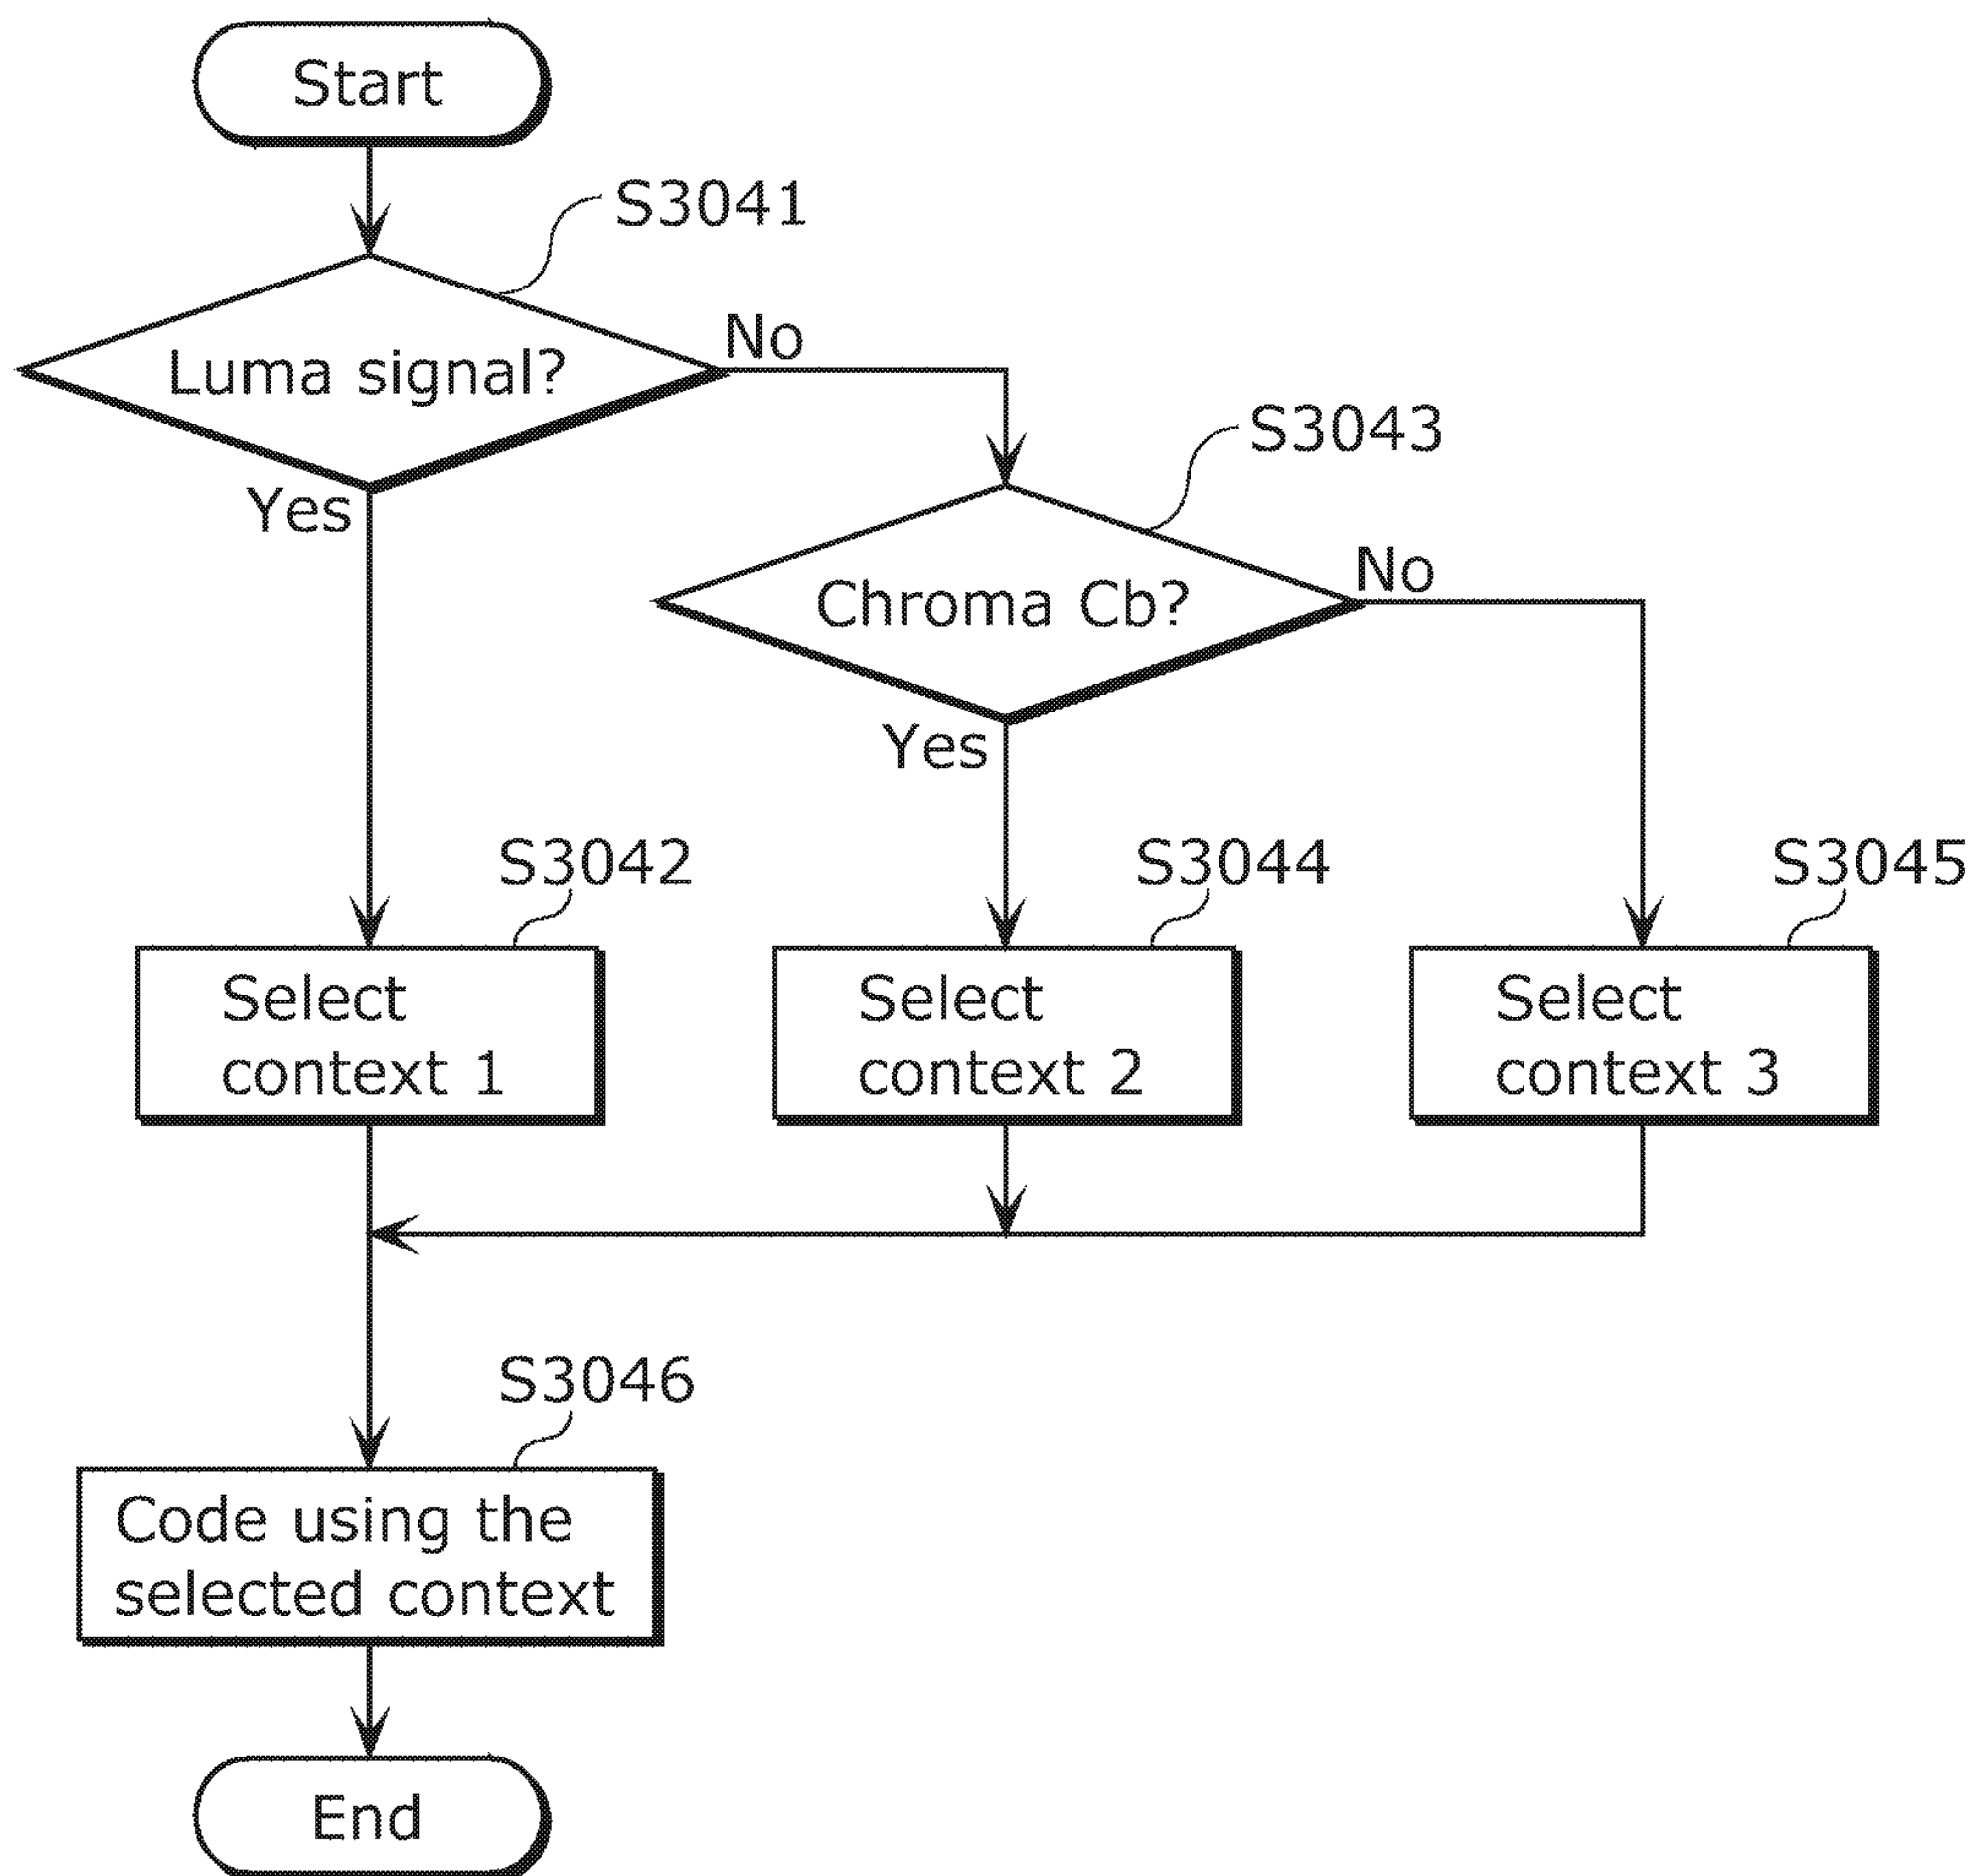 Start
S3041
Luma signal?
No
Yes
S3043
Chroma Cb?
No
Yes
S3042
Select
context 1
S3044
Select
context 2
S3045
Select
context 3
S3046
Code using the
selected context
End